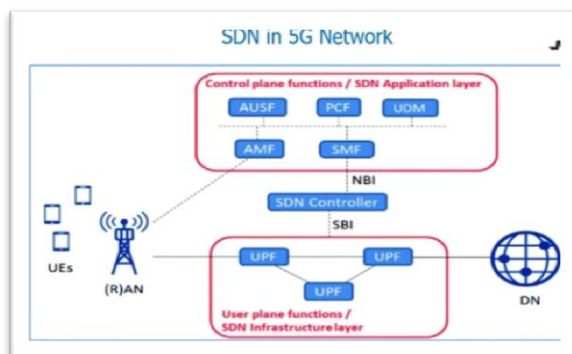 SDN in 5G Network
Control plane functions / SDN Application layer
AUSF PCF UDM
AMF SMF
NBI
SDN Controller
SBI
UPF UPF
UPF
UEs
(R)AN
DN
User plane functions /
SDN Infrastructure layer